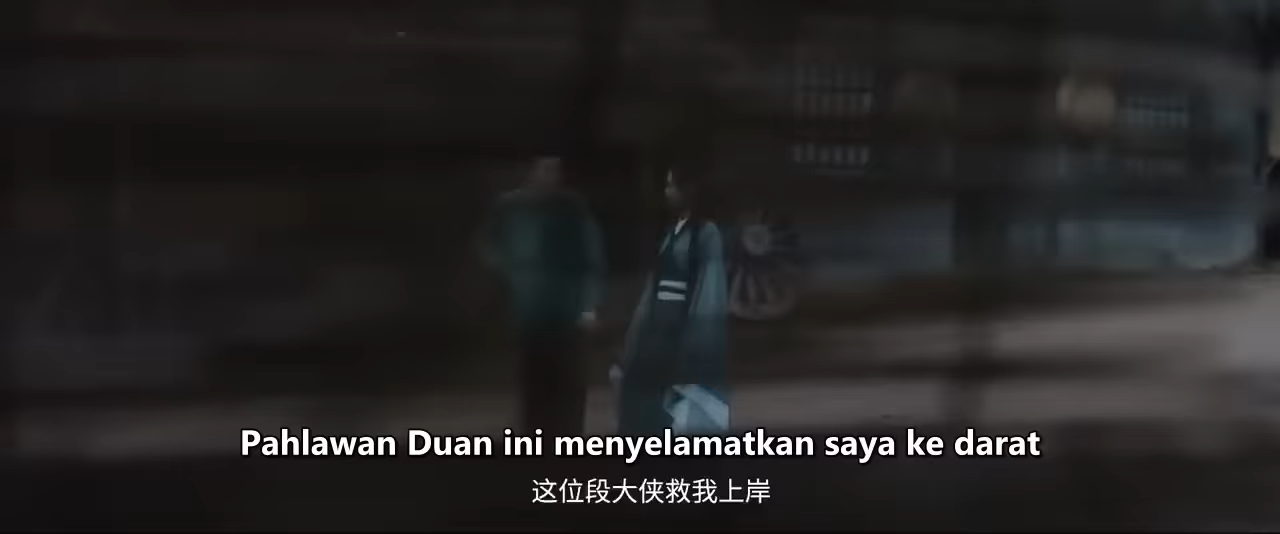 Pahlawan Duan ini menyelamatkan saya ke darat
这位段大侠救我上岸